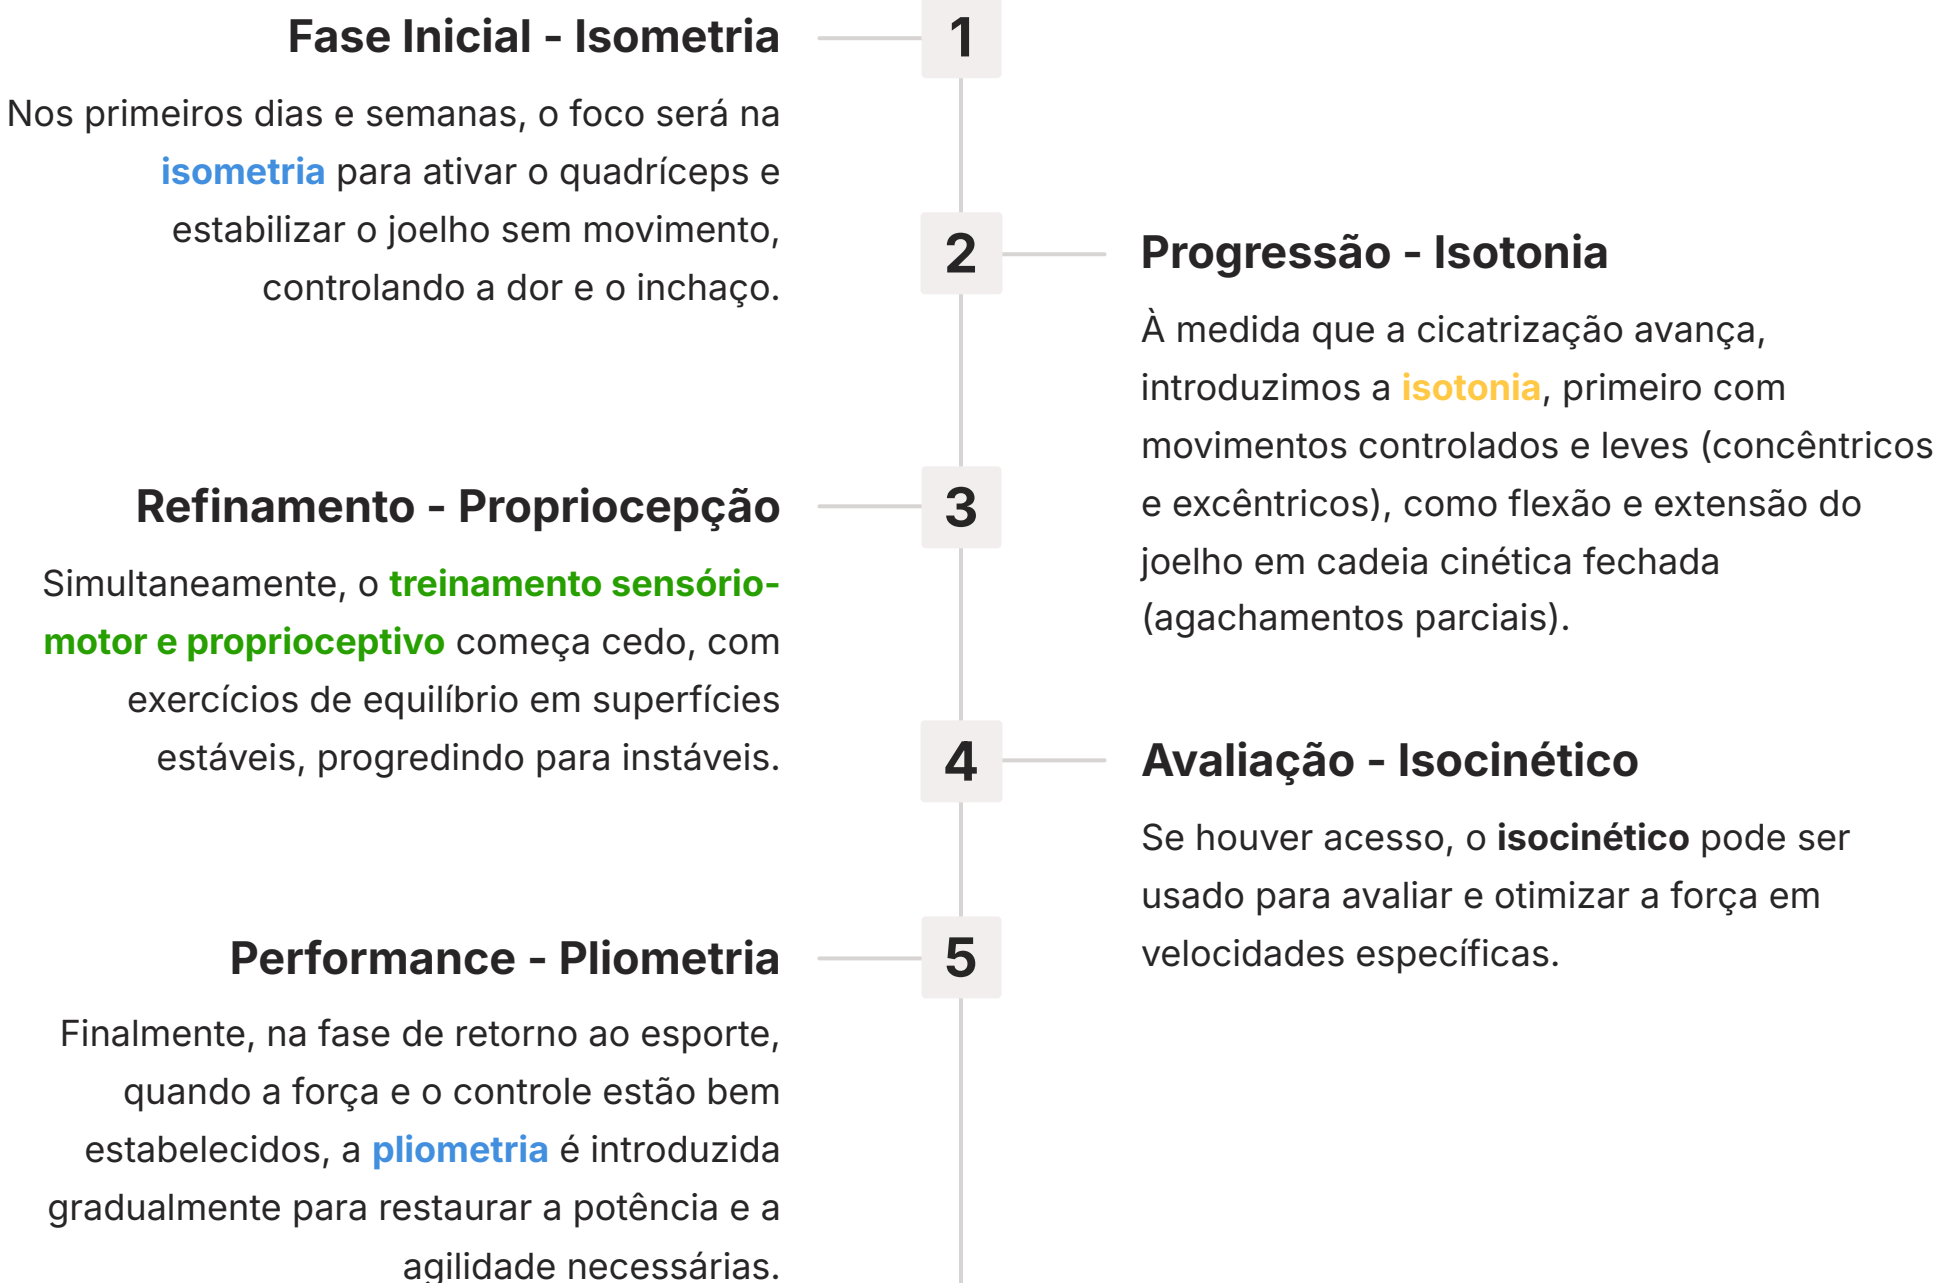 Fase Inicial - Isometria
1
Nos primeiros dias e semanas, o foco será na
isometria para ativar o quadríceps e
estabilizar o joelho sem movimento,
controlando a dor e o inchaço.
2
Progressão - Isotonia
À medida que a cicatrização avança,
introduzimos a isotonia, primeiro com
movimentos controlados e leves (concêntricos
e excêntricos), como flexão e extensão do
joelho em cadeia cinética fechada
(agachamentos parciais).
Refinamento - Propriocepção
3
Simultaneamente, o treinamento sensório-
motor e proprioceptivo começa cedo, com
exercícios de equilíbrio em superfícies
estáveis, progredindo para instáveis.
4
Avaliação - Isocinético
Se houver acesso, o isocinético pode ser
usado para avaliar e otimizar a força em
velocidades específicas.
Performance - Pliometria
5
Finalmente, na fase de retorno ao esporte,
quando a força e o controle estão bem
estabelecidos, a pliometria é introduzida
gradualmente para restaurar a potência e a
agilidade necessárias.